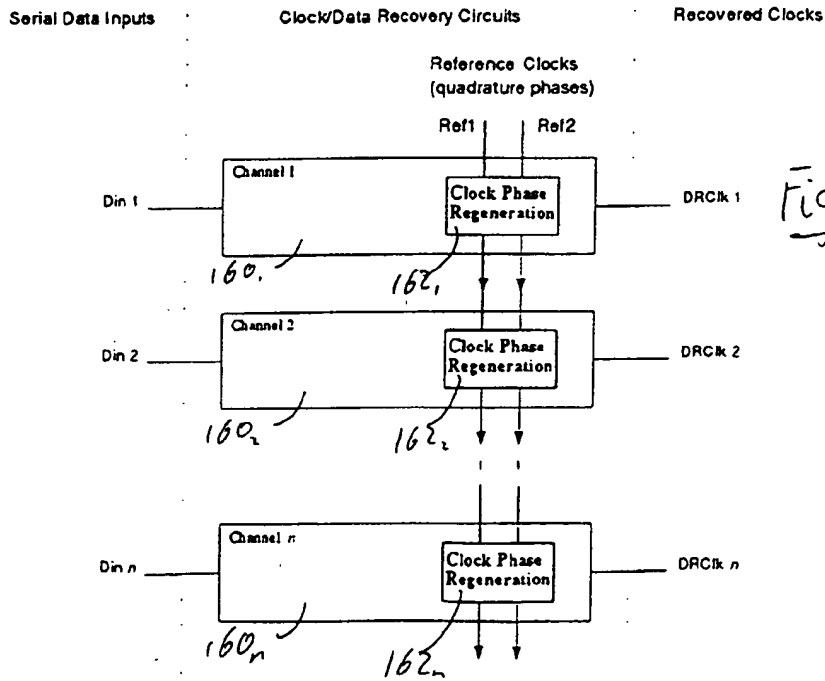 Serial Data Inputs
Clock/Data Recovery Circuits
Recovered Clocks
Reference Clocks
(quadrature phases)
Ref1
Ref2
Channel 1
Din 1
Clock Phase
Regeneration
DRClk 1
160₁
162₁
Channel 2
Din 2
Clock Phase
Regeneration
DRClk 2
160₂
162₂
Channel n
Din n
Clock Phase
Regeneration
DRClk n
160ₙ
162ₙ